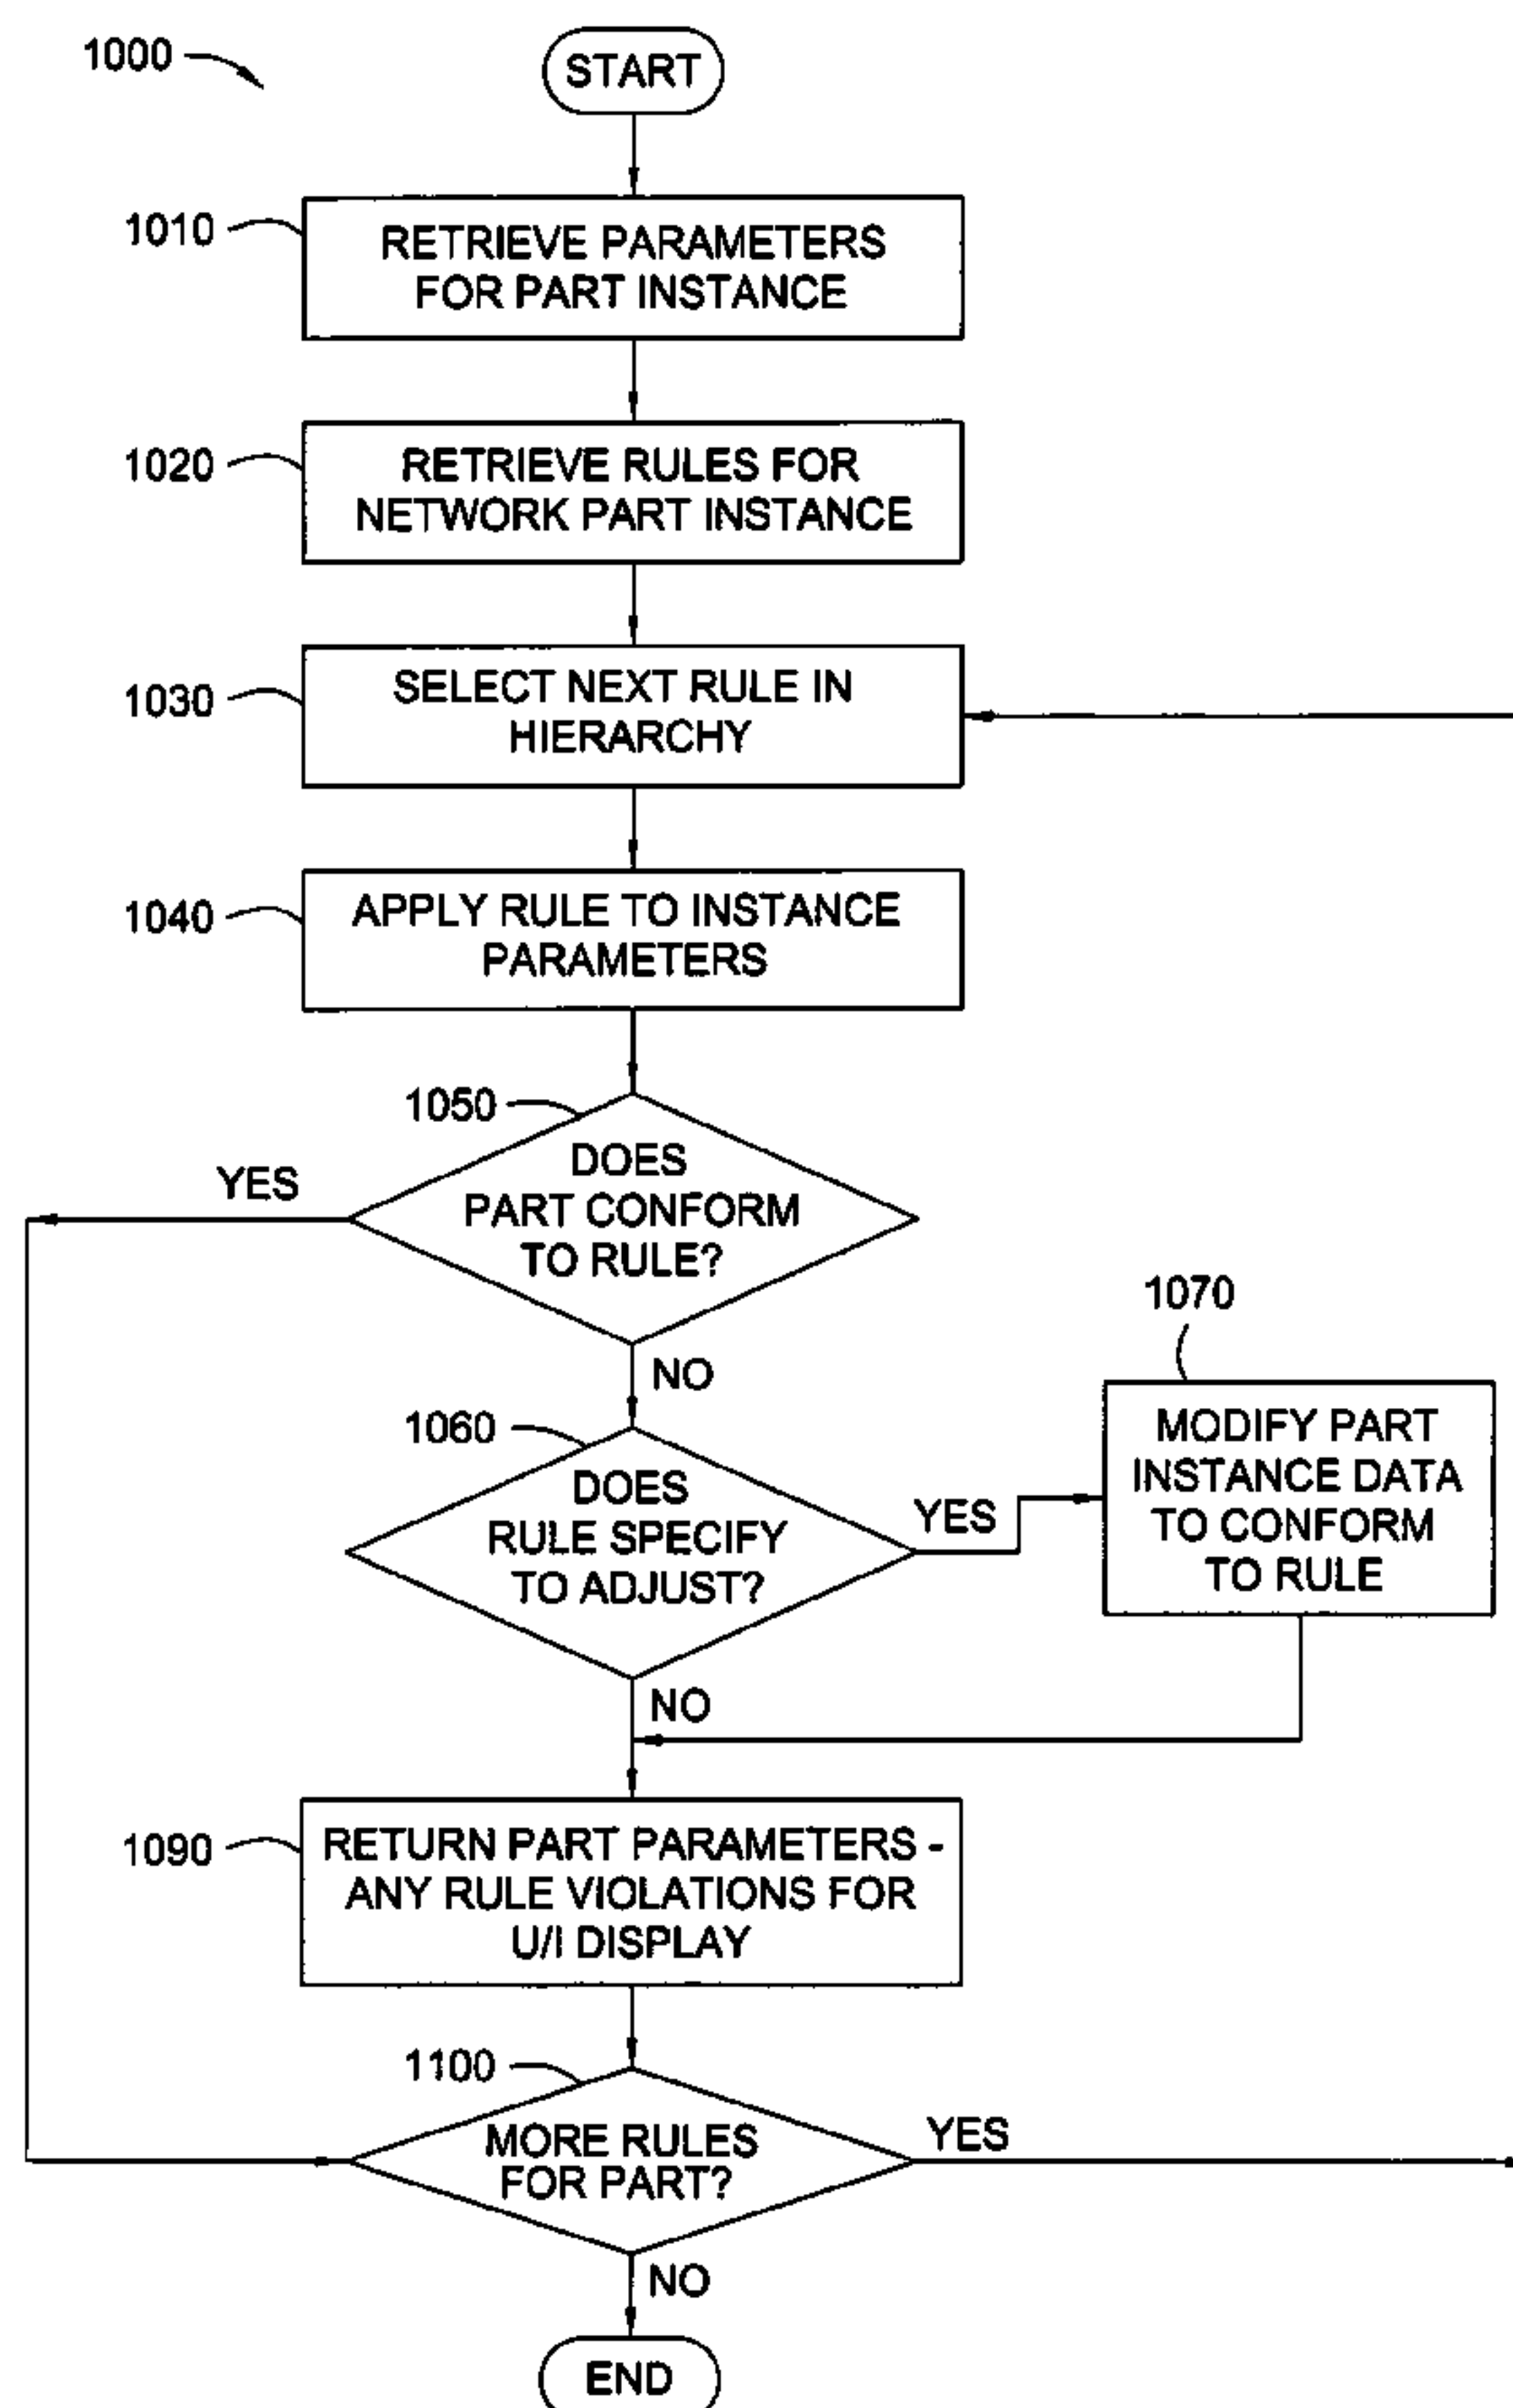 1000
START
1010
RETRIEVE PARAMETERS
FOR PART INSTANCE
1020
RETRIEVE RULES FOR
NETWORK PART INSTANCE
1030
SELECT NEXT RULE IN
HIERARCHY
1040
APPLY RULE TO INSTANCE
PARAMETERS
1050
DOES
PART CONFORM
TO RULE?
YES
NO
1060
DOES
RULE SPECIFY
TO ADJUST?
YES
1070
MODIFY PART
INSTANCE DATA
TO CONFORM
TO RULE
NO
1090
RETURN PART PARAMETERS -
ANY RULE VIOLATIONS FOR
U/I DISPLAY
1100
MORE RULES
FOR PART?
YES
NO
END